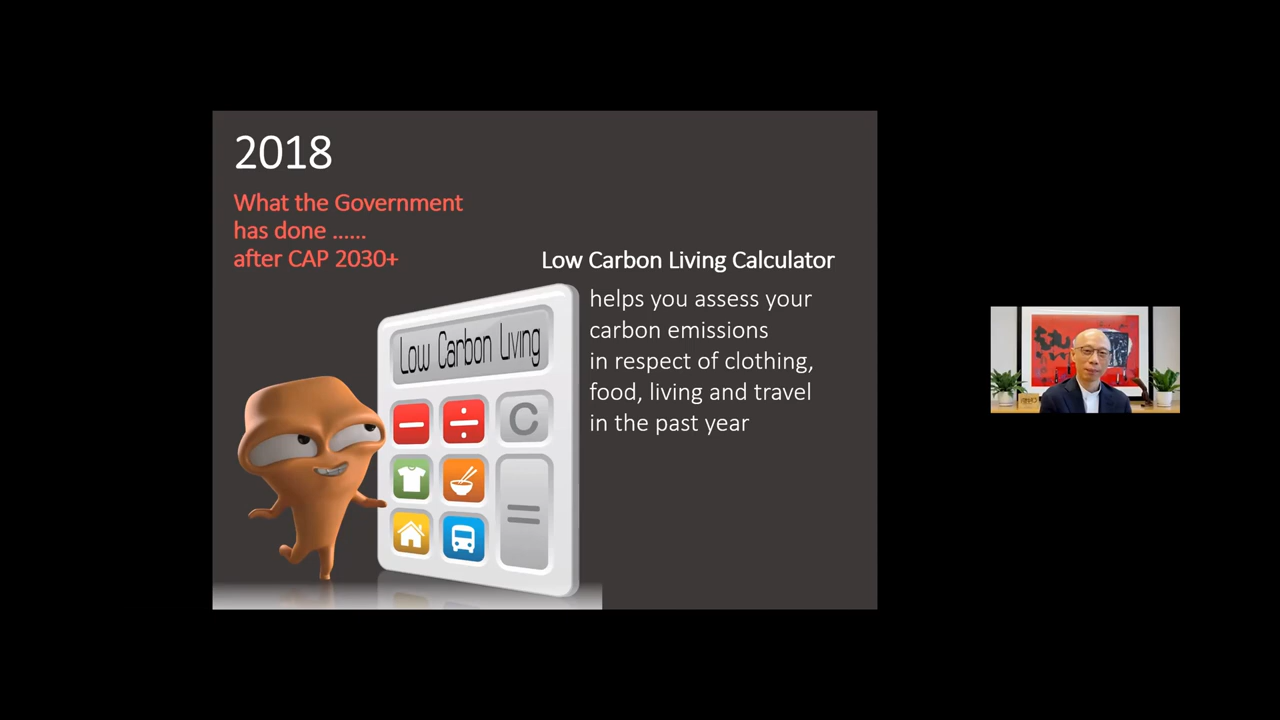 2018
What the Government
has done ......
after CAP 2030+
Low Carbon Living Calculator
helps you assess your
carbon emissions
in respect of clothing,
food, living and travel
in the past year
Low Carbon Living
− ÷ C
=